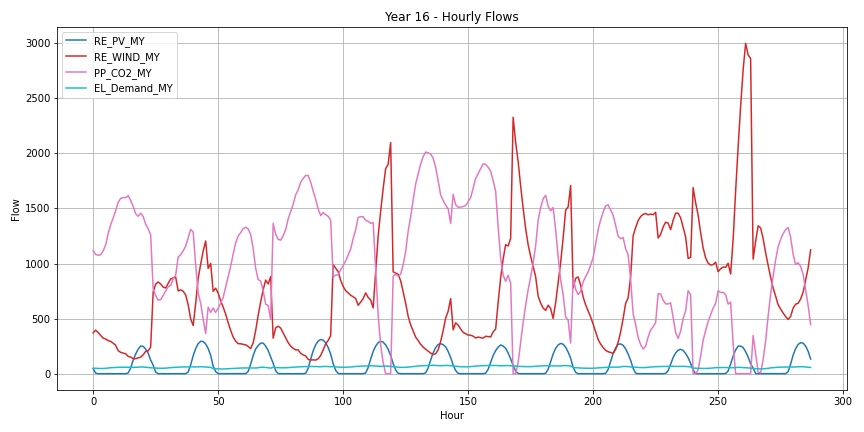 Year 16 - Hourly Flows
RE_PV_MY
RE_WIND_MY
PP_CO2_MY
EL_Demand_MY
3000
2500
2000
1500
1000
500
0
Flow
0 50 100 150 200 250 300
Hour